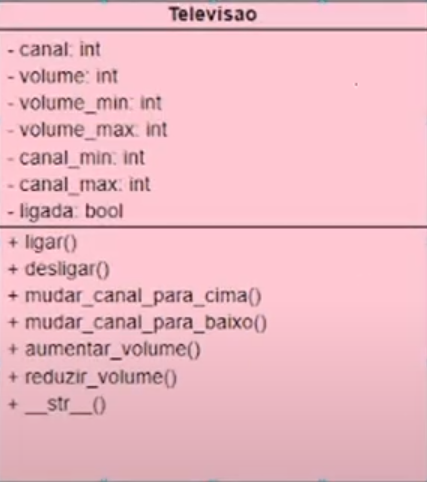 Televisao
- canal: int
- volume: int
- volume_min: int
- volume_max: int
- canal_min: int
- canal_max: int
- ligada: bool
+ ligar()
+ desligar()
+ mudar_canal_para_cima()
+ mudar_canal_para_baixo()
+ aumentar_volume()
+ reduzir_volume()
+ __str__()